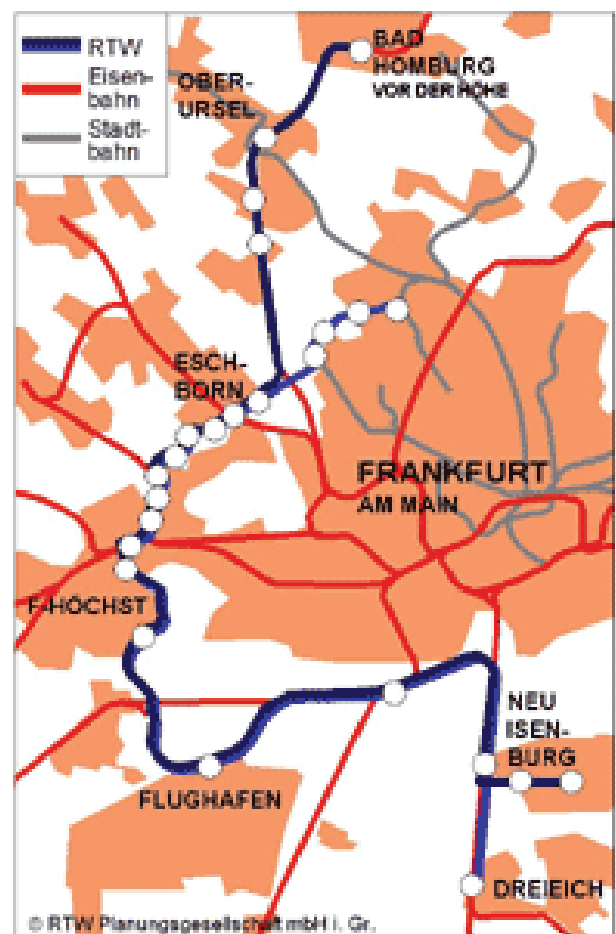 RTW
Eisen-
bahn
Stadt-
bahn
BAD
HOMBURG
VOR DER HÖHE
OBER-
URSEL
ESCH-
BORN
FRANKFURT
AM MAIN
F-HÖCHST
NEU
ISEN-
BURG
FLUGHAFEN
DREIEICH
© RTW Planungsgesellschaft mbH i. Gr.